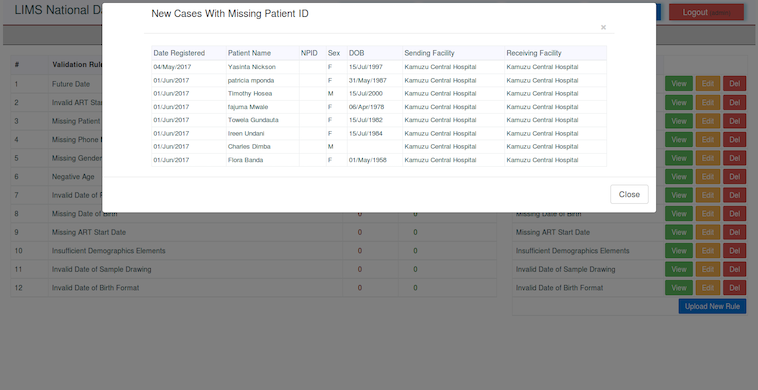 LIMS National Da
Logout
New Cases With Missing Patient ID
×
Date Registered Patient Name NPID Sex DOB Sending Facility Receiving Facility
04/May/2017 Yasinta Nickson F 15/Jul/1997 Kamuzu Central Hospital Kamuzu Central Hospital
01/Jun/2017 patricia mponda F 31/May/1987 Kamuzu Central Hospital Kamuzu Central Hospital
01/Jun/2017 Timothy Hosea M 15/Jul/2000 Kamuzu Central Hospital Kamuzu Central Hospital
01/Jun/2017 fajuma Mwale F 06/Apr/1978 Kamuzu Central Hospital Kamuzu Central Hospital
01/Jun/2017 Towela Gundauta F 15/Jul/1982 Kamuzu Central Hospital Kamuzu Central Hospital
01/Jun/2017 Ireen Undani F 15/Jul/1984 Kamuzu Central Hospital Kamuzu Central Hospital
01/Jun/2017 Charles Dimba M Kamuzu Central Hospital Kamuzu Central Hospital
01/Jun/2017 Flora Banda F 01/May/1958 Kamuzu Central Hospital Kamuzu Central Hospital
Close
# Validation Rule
1 Future Date View Edit Del
2 Invalid ART Star View Edit Del
3 Missing Patient View Edit Del
4 Missing Phone View Edit Del
5 Missing Gender View Edit Del
6 Negative Age View Edit Del
7 Invalid Date of View Edit Del
8 Missing Date of Birth 0 0 Missing Date of Birth View Edit Del
9 Missing ART Start Date 0 0 Missing ART Start Date View Edit Del
10 Insufficient Demographics Elements 0 0 Insufficient Demographics Elements View Edit Del
11 Invalid Date of Sample Drawing 0 0 Invalid Date of Sample Drawing View Edit Del
12 Invalid Date of Birth Format 0 0 Invalid Date of Birth Format View Edit Del
Upload New Rule